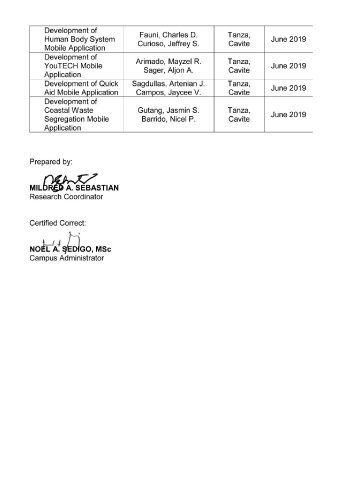 Development of
Human Body System
Mobile Application
Fauni, Charles D.
Curioso, Jeffrey S.
Tanza,
Cavite
June 2019
Development of
YouTECH Mobile
Application
Arimado, Mayzel R.
Sager, Aljon A.
Tanza,
Cavite
June 2019
Development of Quick
Aid Mobile Application
Sagdullas, Artenian J.
Campos, Jaycee V.
Tanza,
Cavite
June 2019
Development of
Coastal Waste
Segregation Mobile
Application
Gutang, Jasmin S.
Barrido, Nicel P.
Tanza,
Cavite
June 2019
Prepared by:
MILDRED A. SEBASTIAN
Research Coordinator
Certified Correct:
NOEL A. SEDIGO, MSc
Campus Administrator